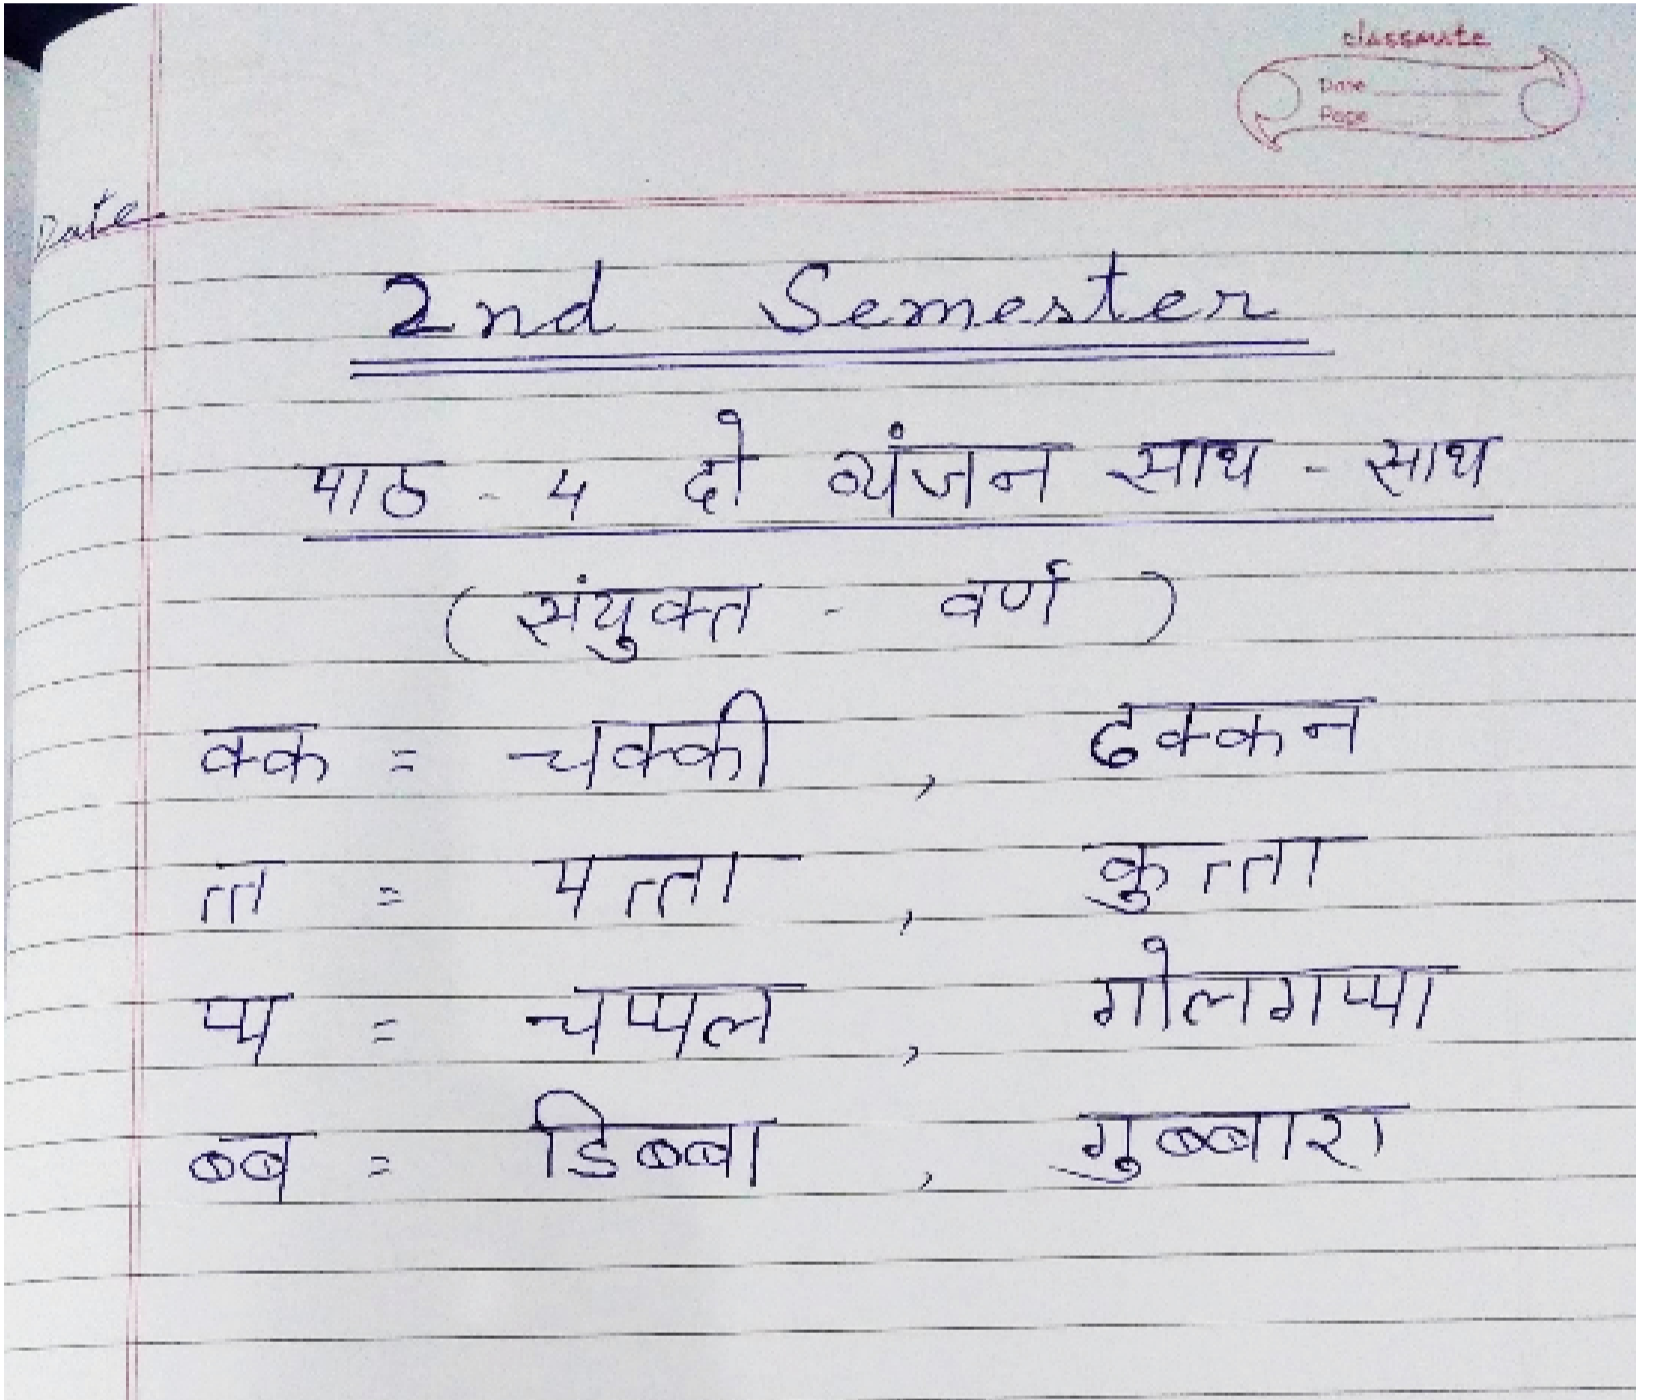 classmate
Date
Page
Date
2nd Semester
पाठ - 4 दो व्यंजन साथ - साथ
( संयुक्त - वर्ण )
क्क = चक्की , ढक्कन
त्त = पत्ता , कुत्ता
प्प = चप्पल , गोलगप्पा
ब्ब = डिब्बा , गुब्बारा